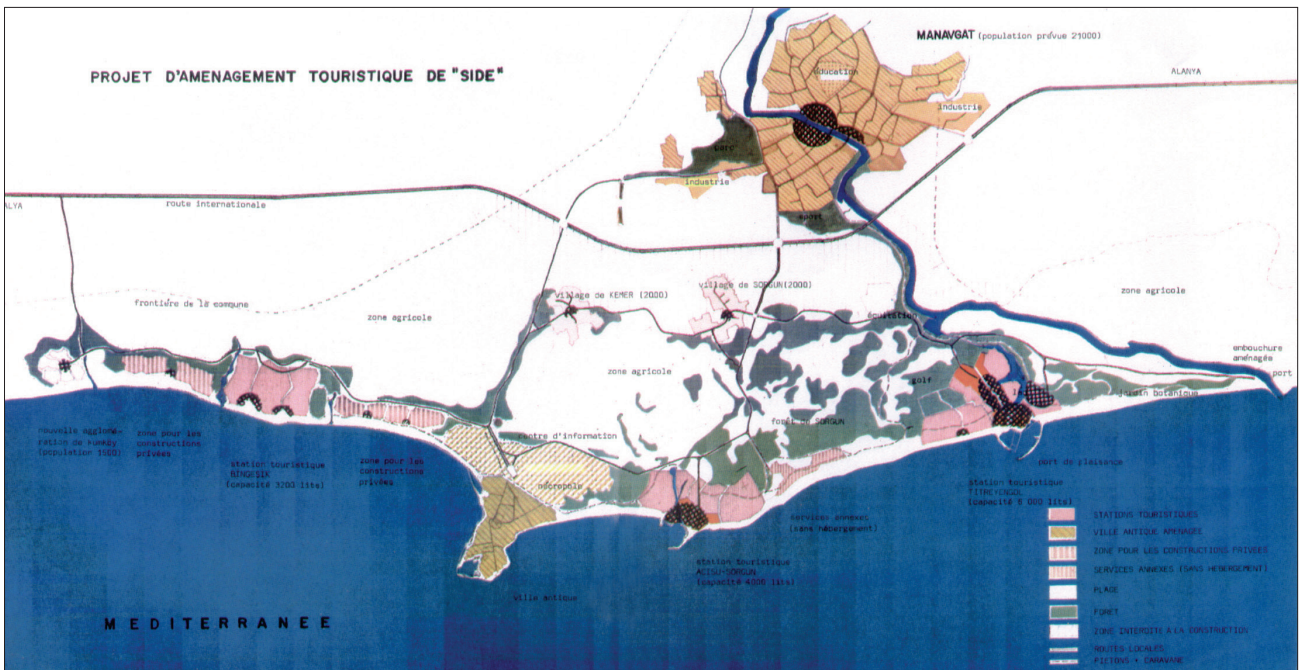 PROJET D'AMENAGEMENT TOURISTIQUE DE "SIDE"
MANAVGAT (population prévue 21000)
éducation
industrie
ALANYA
parc
industrie
sport
ALYA
route internationale
frontière de la commune
zone agricole
village de KEMER (2000)
village de SORGUN (2000)
zone agricole
équitation
zone agricole
embouchure
aménagée
port
golf
jardin botanique
forêt de SORGUN
centre d'information
nécropole
nouvelle agglomé-
ration de KUMKÖY
(population 1500)
zone pour les
constructions
privées
station touristique
BINGESIK
(capacité 3200 lits)
zone pour les
constructions
privées
ville antique
station touristique
ACISU-SORGUN
(capacité 4000 lits)
services annexes
(sans hébergement)
port de plaisance
station touristique
TITREYENGOL
(capacité 6 000 lits)
MEDITERRANEE
STATIONS TOURISTIQUES
VILLE ANTIQUE AMENAGEE
ZONE POUR LES CONSTRUCTIONS PRIVEES
SERVICES ANNEXES (SANS HEBERGEMENT)
PLAGE
FORET
ZONE INTERDITE A LA CONSTRUCTION
ROUTES LOCALES
PIETONS + CARAVANE